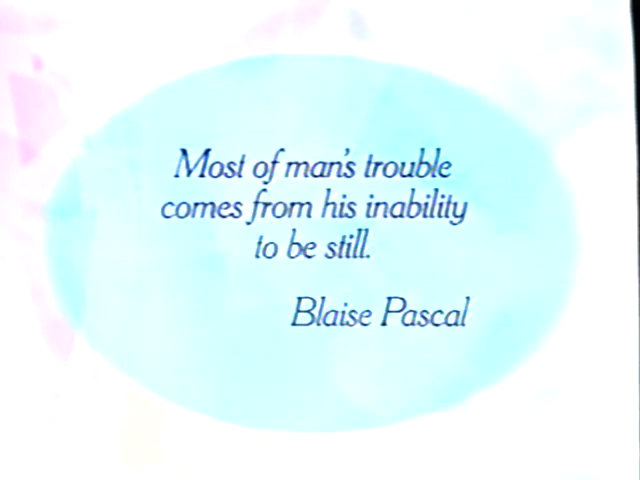 Most of man's trouble
comes from his inability
to be still.
Blaise Pascal